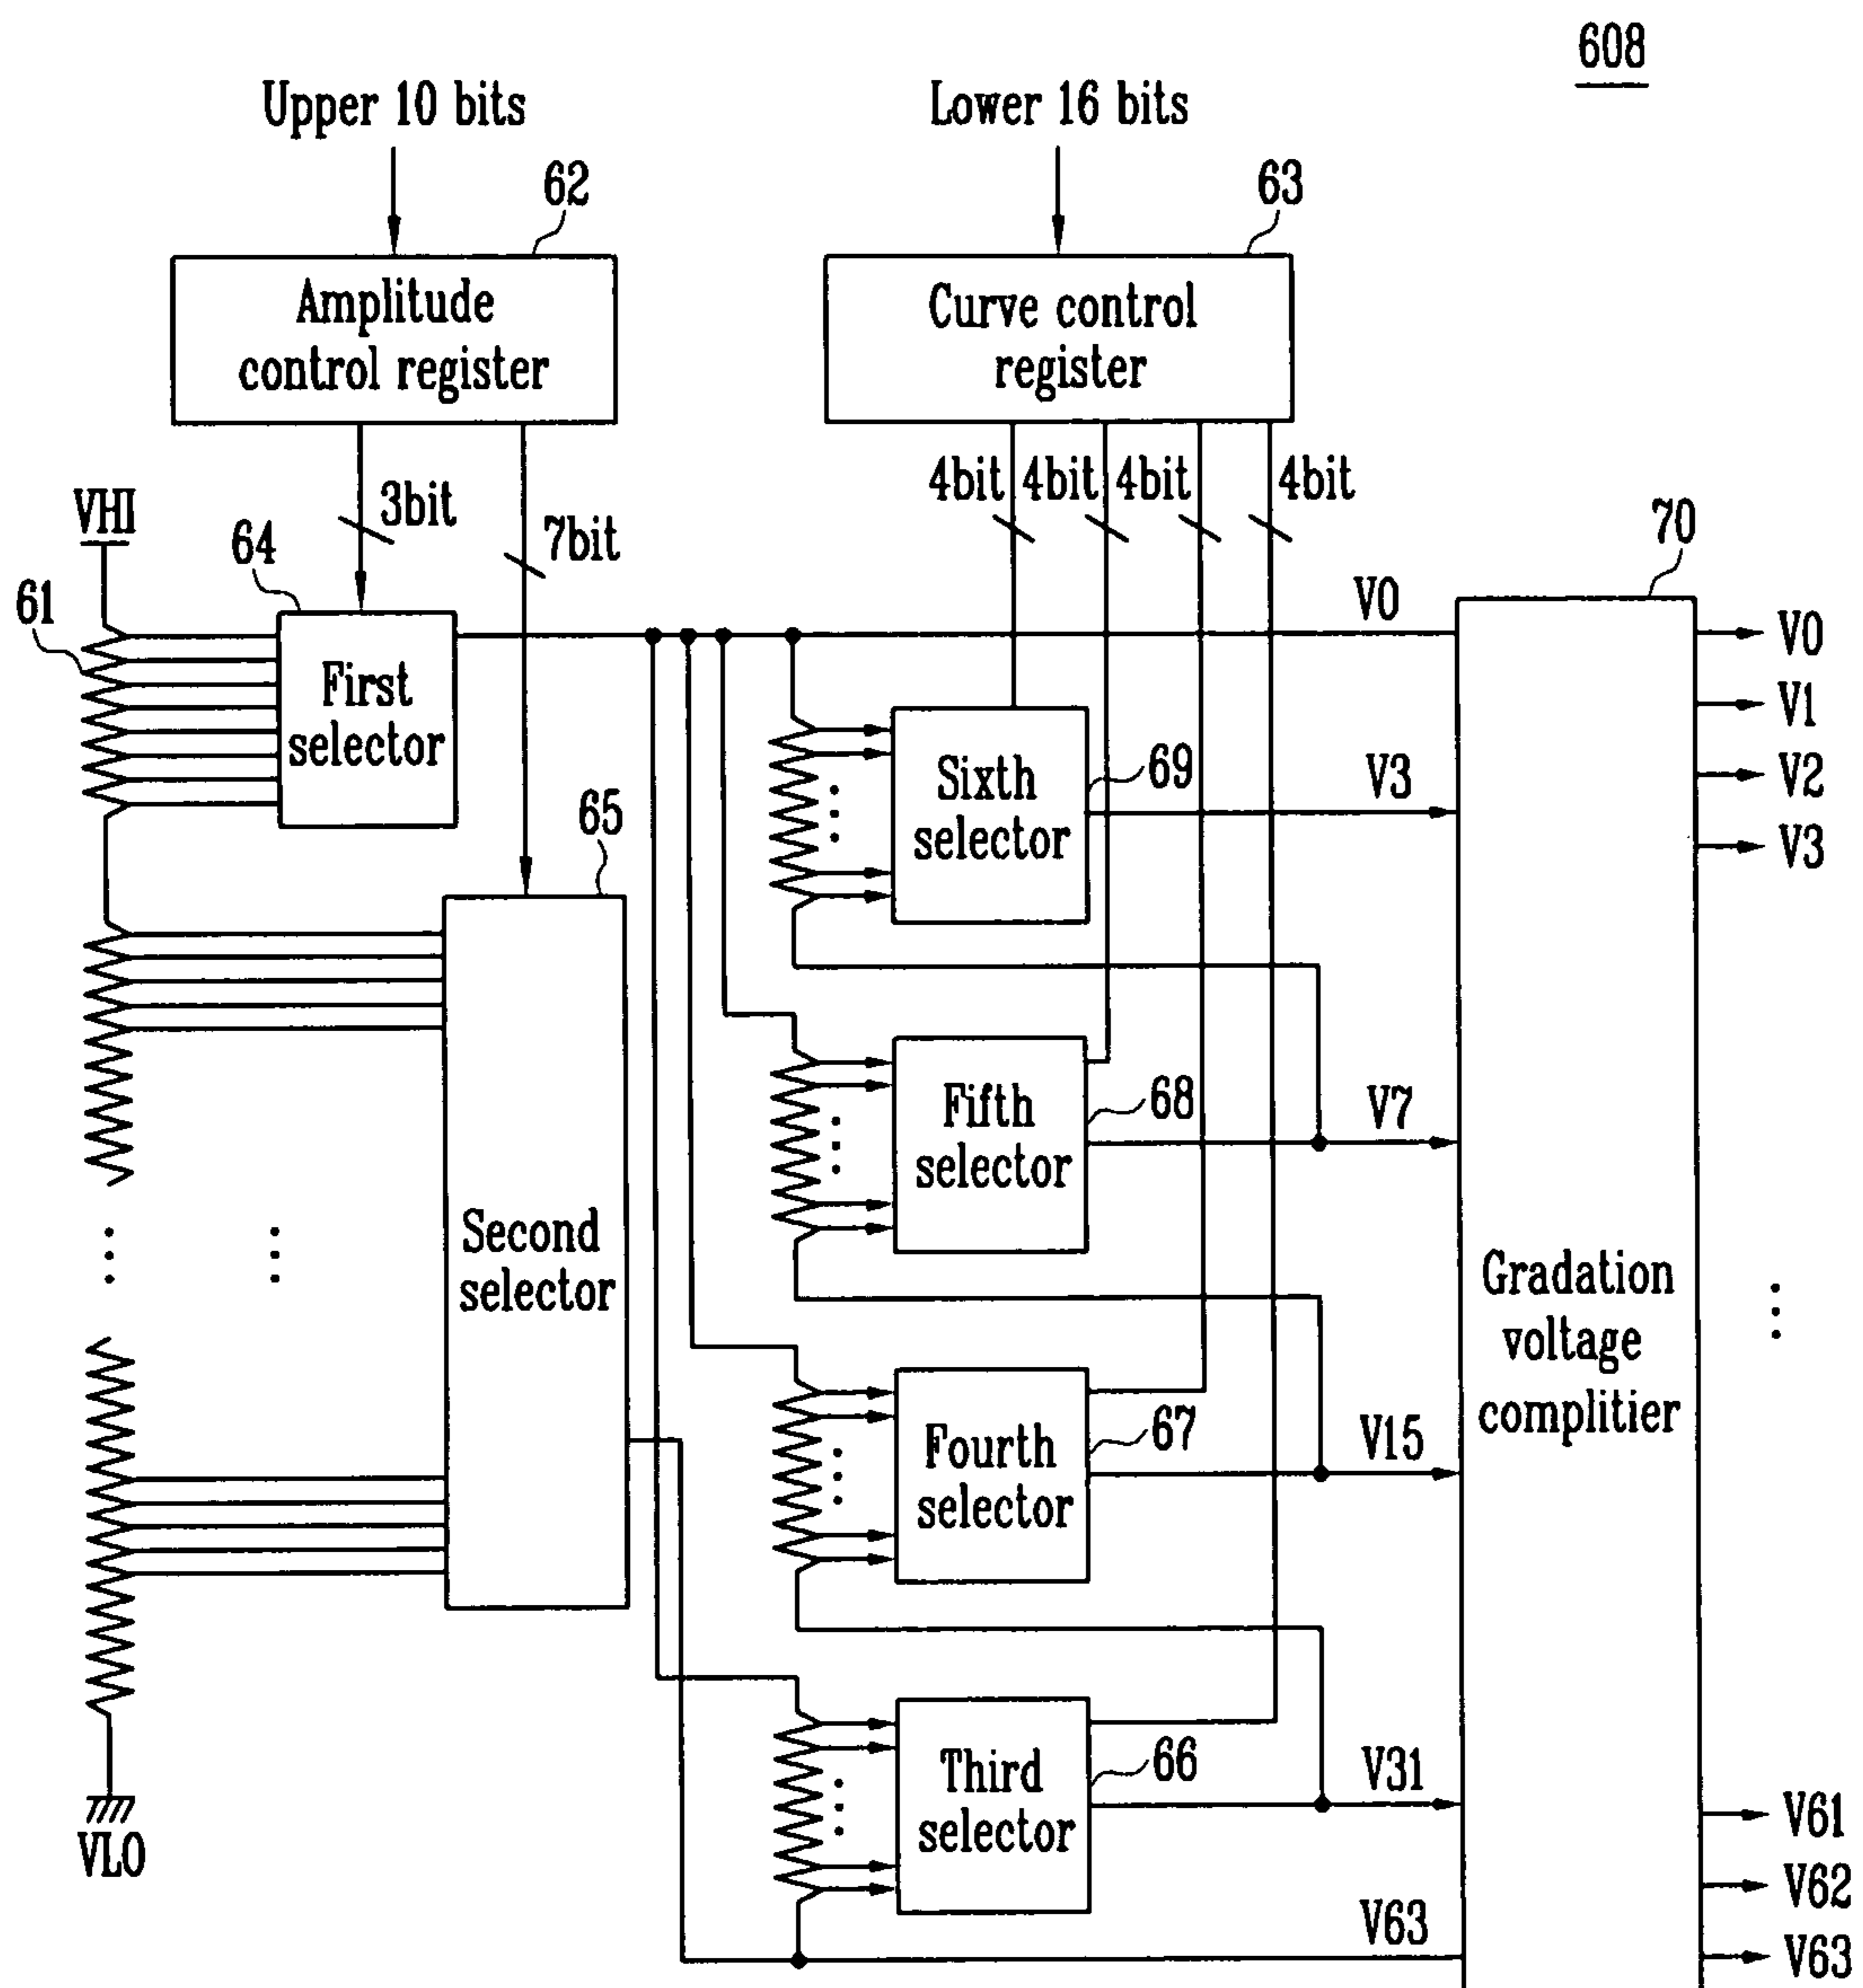 608
Upper 10 bits
Lower 16 bits
62
63
Amplitude
control register
Curve control
register
VHI
3bit
7bit
4bit
4bit
4bit
4bit
64
70
61
V0
V0
First
selector
V1
Sixth
selector
69
V3
V2
65
V3
Fifth
selector
68
V7
Second
selector
Gradation
voltage
complitier
Fourth
selector
67
V15
Third
selector
66
V31
V61
VLO
V62
V63
V63